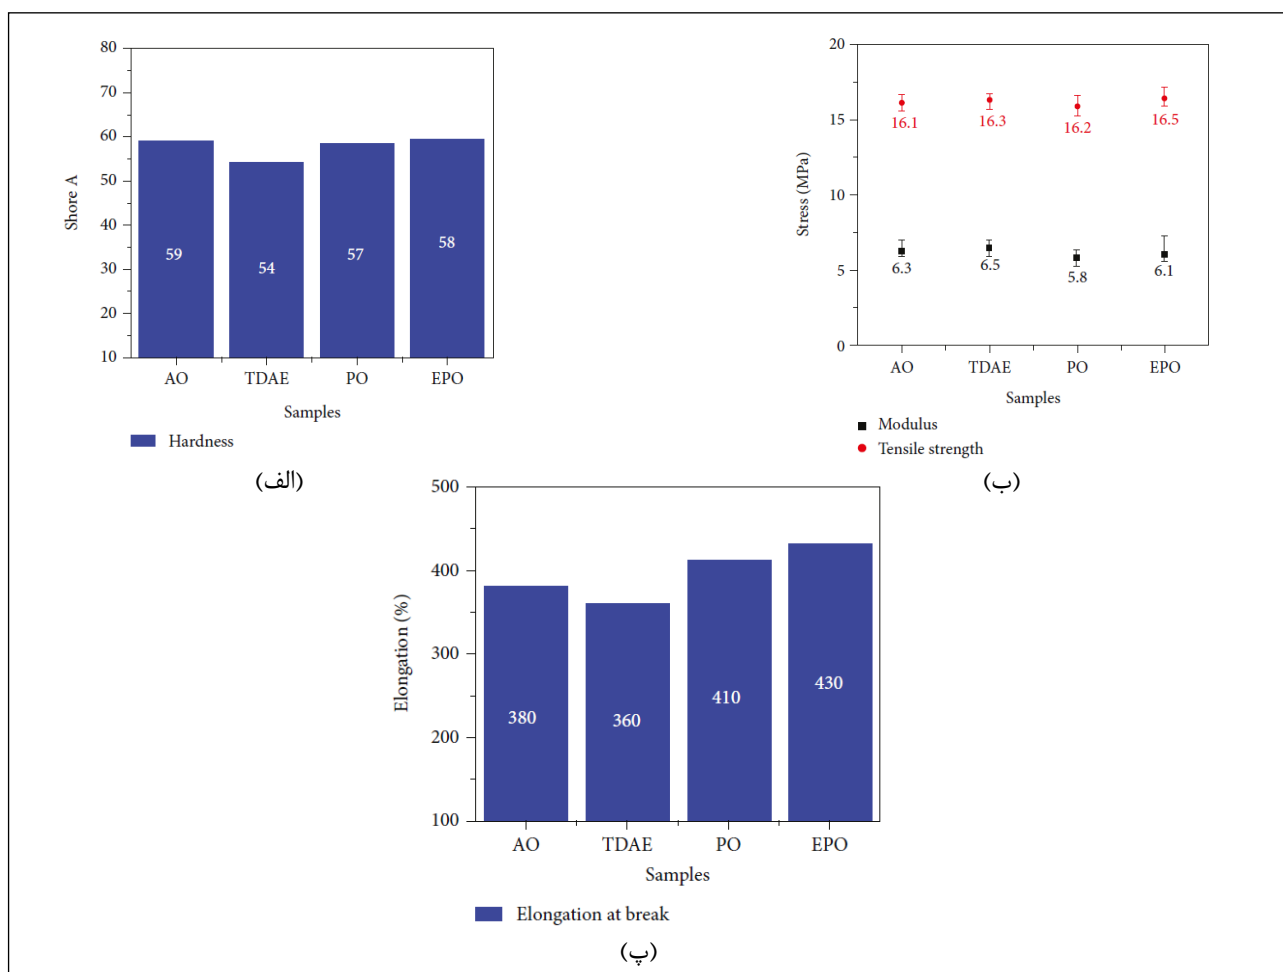 80
70
60
50
40
30
20
10
Shore A
59
54
57
58
AO TDAE PO EPO
Samples
Hardness
(الف)
20
15
10
5
0
Stress (MPa)
16.1 16.3 16.2 16.5
6.3 6.5 5.8 6.1
AO TDAE PO EPO
Samples
Modulus
Tensile strength
(ب)
500
400
300
200
100
Elongation (%)
380 360 410 430
AO TDAE PO EPO
Samples
Elongation at break
(پ)